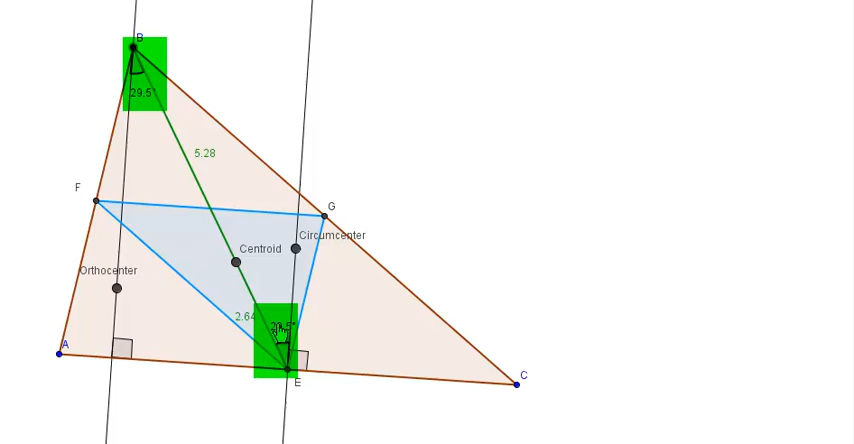 B
29.5°
5.28
F
G
Circumcenter
Centroid
Orthocenter
2.64
A
E
C